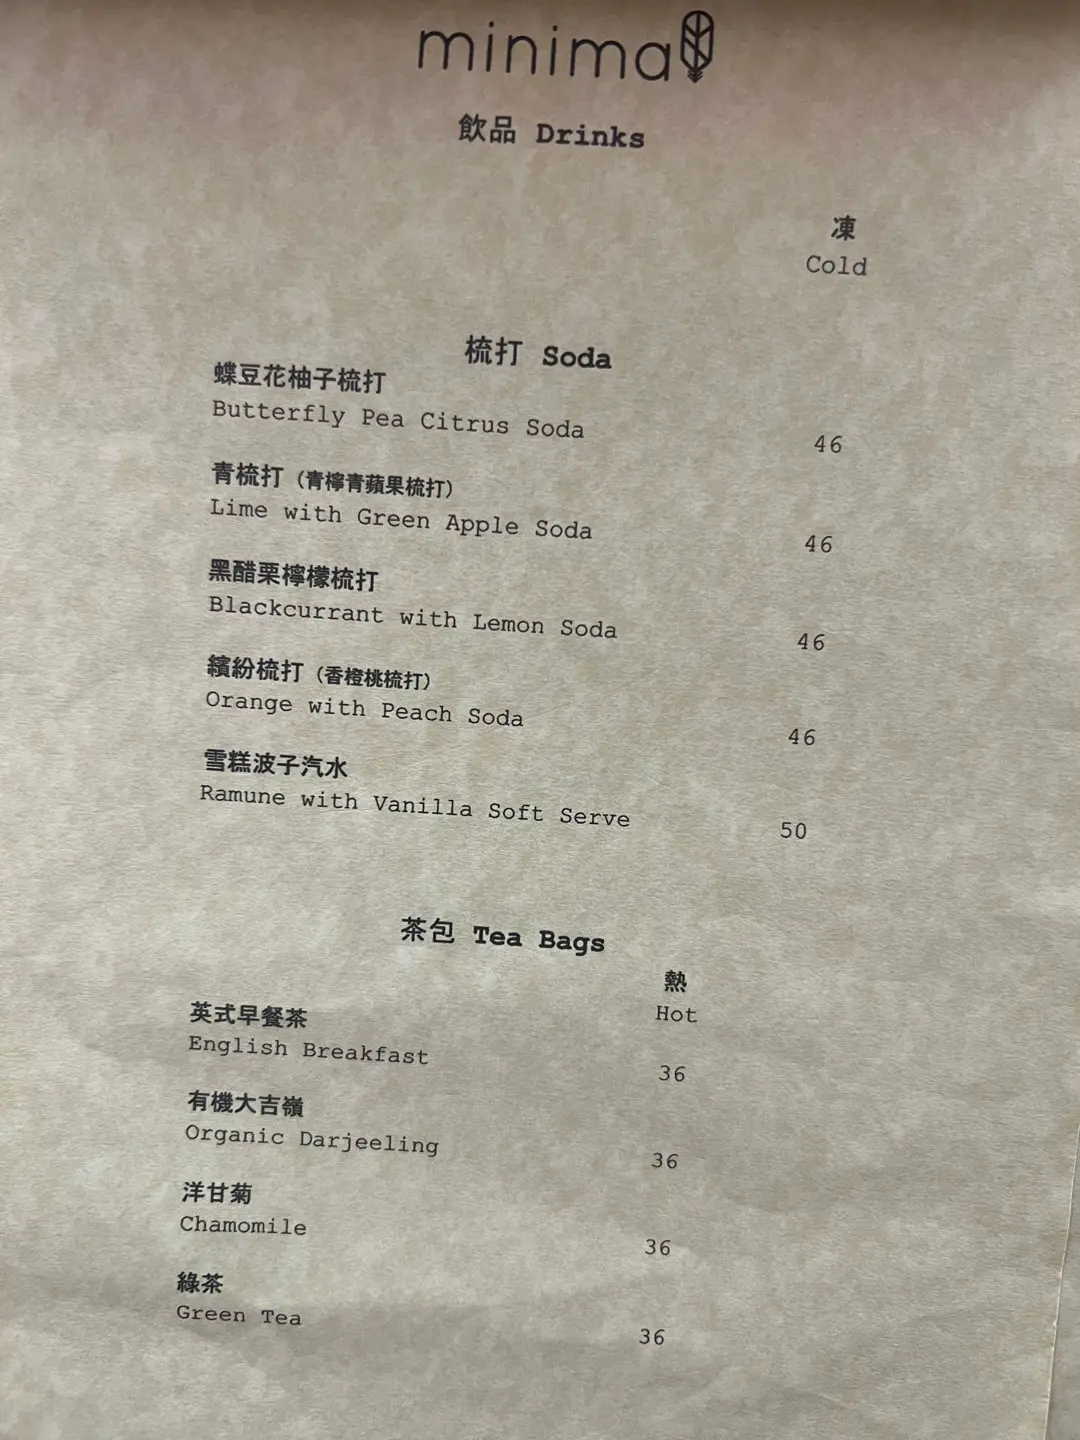 minimal
飲品 Drinks
凍
Cold
梳打 Soda
蝶豆花柚子梳打
Butterfly Pea Citrus Soda 46
青梳打（青檸青蘋果梳打）
Lime with Green Apple Soda 46
黑醋栗檸檬梳打
Blackcurrant with Lemon Soda 46
繽紛梳打（香橙桃梳打）
Orange with Peach Soda 46
雪糕波子汽水
Ramune with Vanilla Soft Serve 50
茶包 Tea Bags
熱
Hot
英式早餐茶
English Breakfast 36
有機大吉嶺
Organic Darjeeling 36
洋甘菊
Chamomile 36
綠茶
Green Tea 36